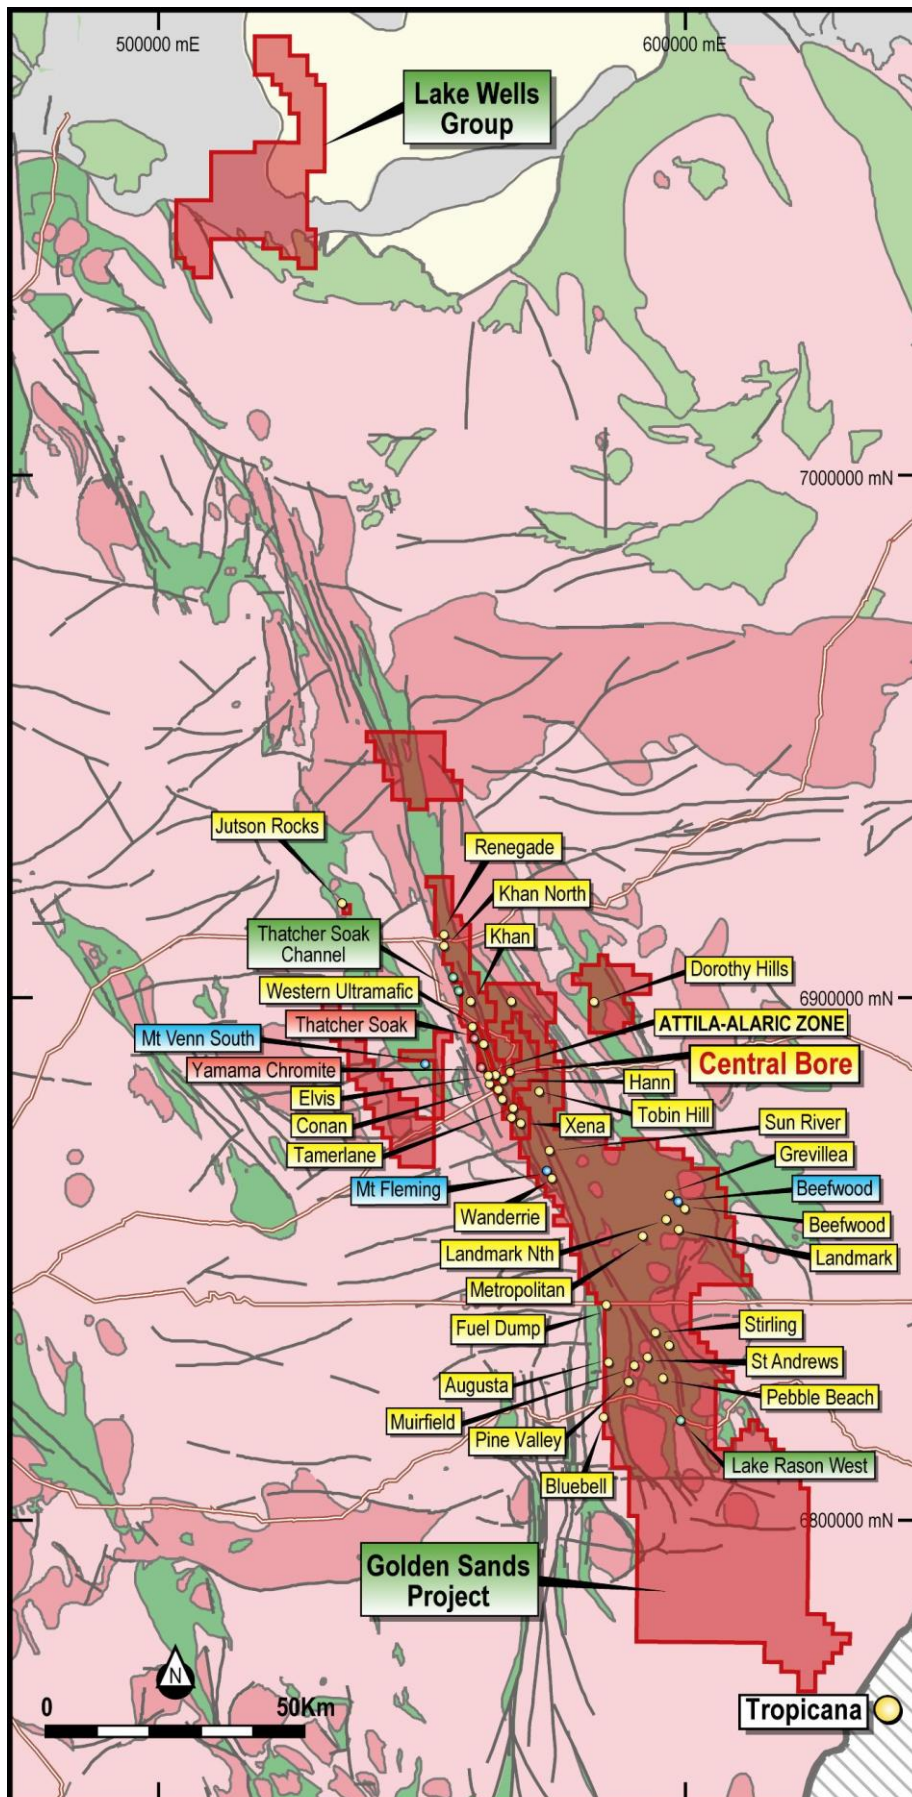 500000 mE
600000 mE
Lake Wells
Group
7000000 mN
Jutson Rocks
Renegade
Khan North
Thatcher Soak
Channel
Khan
Dorothy Hills
Western Ultramafic
6900000 mN
Thatcher Soak
ATTILA-ALARIC ZONE
Mt Venn South
Central Bore
Yamama Chromite
Hann
Elvis
Tobin Hill
Conan
Xena
Sun River
Tamerlane
Grevillea
Mt Fleming
Beefwood
Wanderrie
Beefwood
Landmark Nth
Landmark
Metropolitan
Fuel Dump
Stirling
St Andrews
Augusta
Pebble Beach
Muirfield
Pine Valley
Lake Rason West
Bluebell
6800000 mN
Golden Sands
Project
N
0
50Km
Tropicana